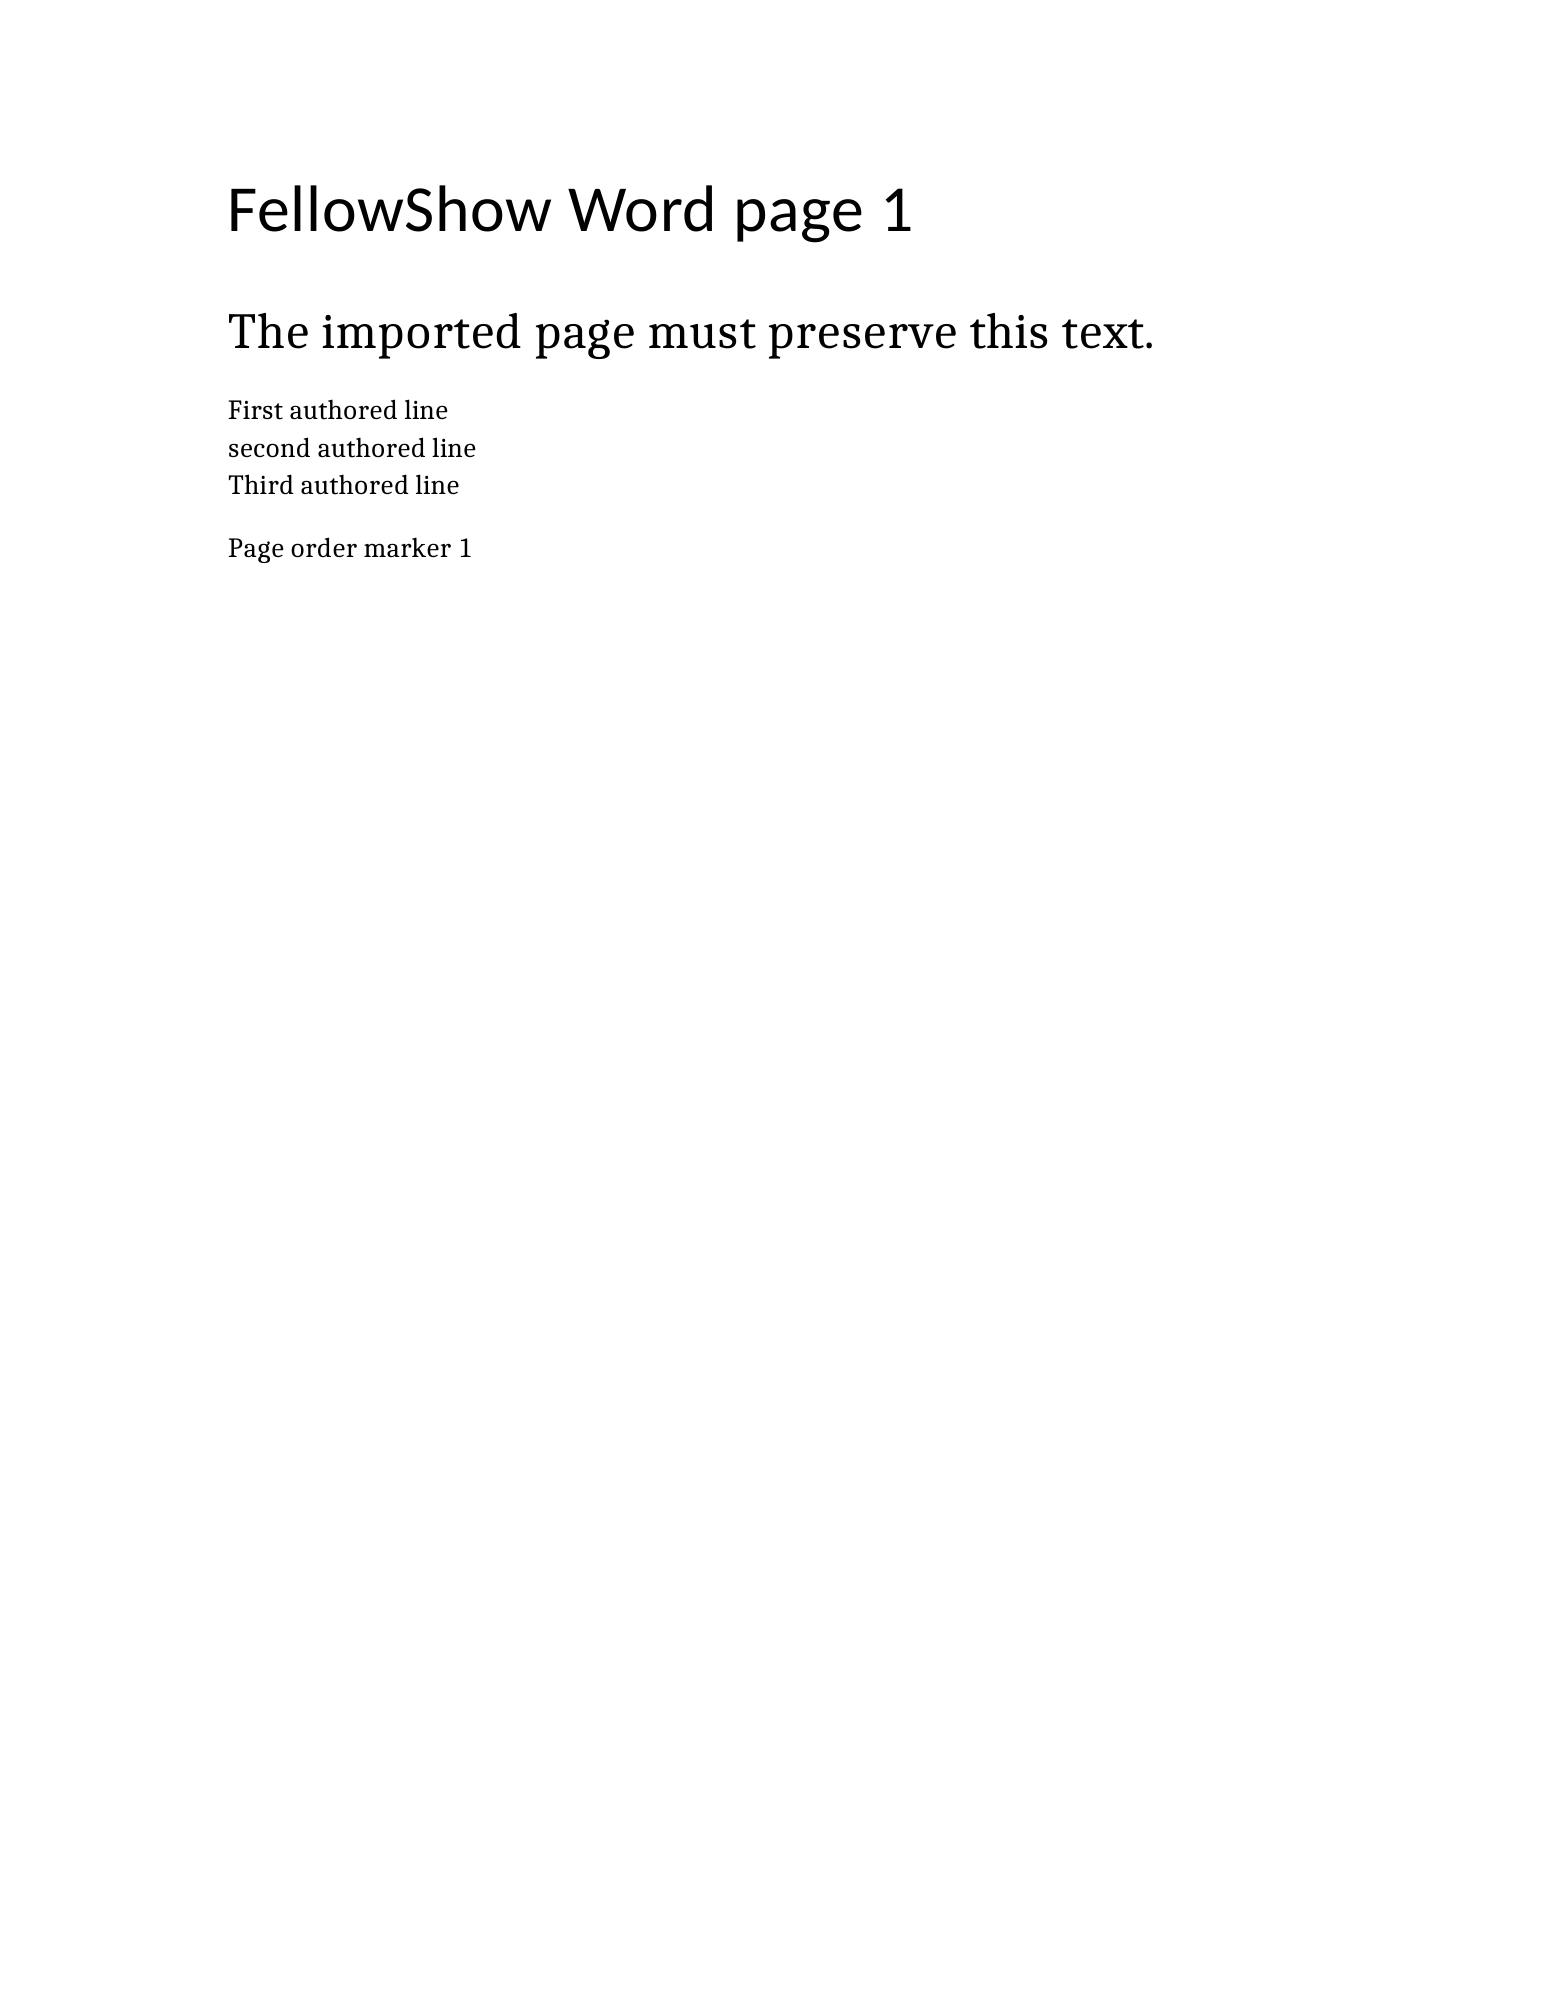 FellowShow Word page 1
The imported page must preserve this text.
First authored line
second authored line
Third authored line
Page order marker 1